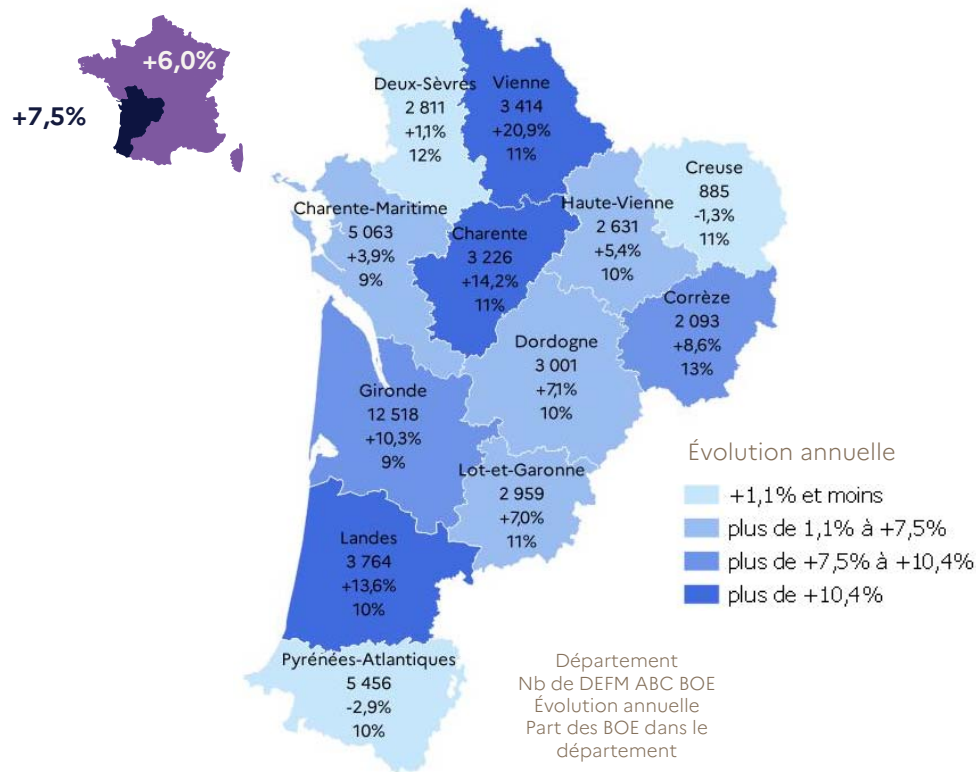 +6,0%
+7,5%
Deux-Sèvres
2 811
+1,1%
12%
Vienne
3 414
+20,9%
11%
Creuse
885
-1,3%
11%
Charente-Maritime
5 063
+3,9%
9%
Charente
3 226
+14,2%
11%
Haute-Vienne
2 631
+5,4%
10%
Corrèze
2 093
+8,6%
13%
Dordogne
3 001
+7,1%
10%
Gironde
12 518
+10,3%
9%
Lot-et-Garonne
2 959
+7,0%
11%
Landes
3 764
+13,6%
10%
Pyrénées-Atlantiques
5 456
-2,9%
10%
Évolution annuelle
+1,1% et moins
plus de 1,1% à +7,5%
plus de +7,5% à +10,4%
plus de +10,4%
Département
Nb de DEFM ABC BOE
Évolution annuelle
Part des BOE dans le
département